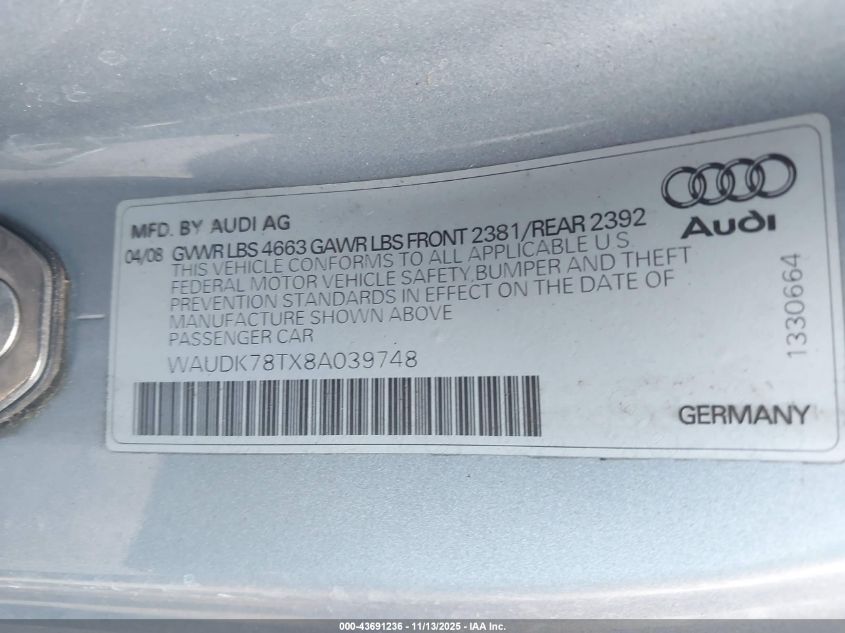 Audi
MFD. BY AUDI AG
04/08 GVWR LBS 4663 GAWR LBS FRONT 2381/REAR 2392
THIS VEHICLE CONFORMS TO ALL APPLICABLE U.S.
FEDERAL MOTOR VEHICLE SAFETY,BUMPER AND THEFT
PREVENTION STANDARDS IN EFFECT ON THE DATE OF
MANUFACTURE SHOWN ABOVE
PASSENGER CAR
WAUDK78TX8A039748
1330664
GERMANY
000-43691236 - 11/13/2025 - IAA Inc.